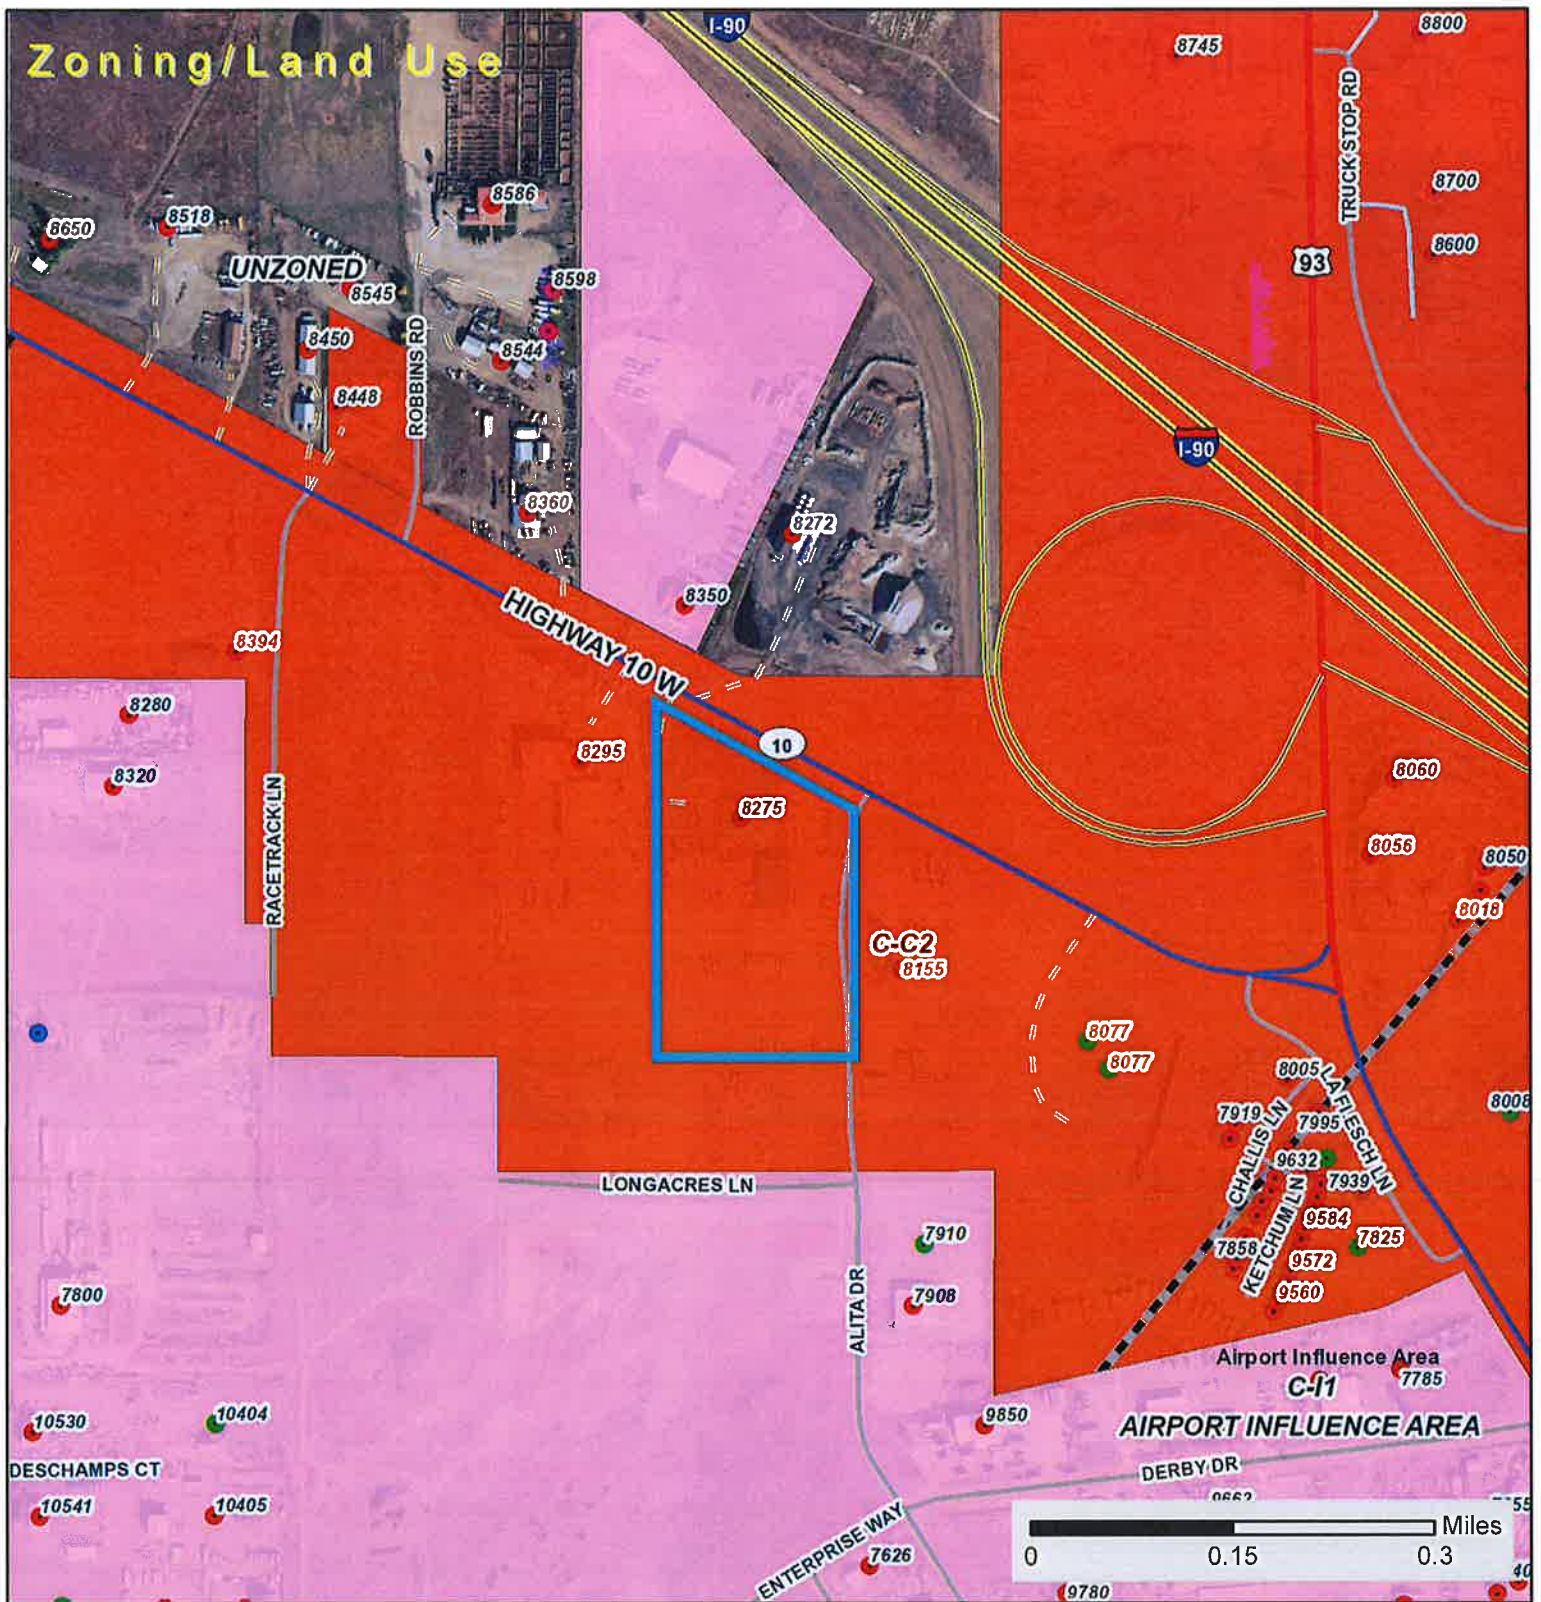 Zoning/Land Use
I-90
8745
8800
TRUCK STOP RD
8700
8586
8650
8518
8600
UNZONED
93
8598
8545
8450
ROBBINS RD
8544
8448
I-90
8360
8272
8350
HIGHWAY 10 W
8394
8280
8295
10
8320
8060
8275
RACETRACK LN
8056
8050
8018
C-C2
8155
8077
8077
8005
LAFLESCH LN
8008
7919
CHALLIS LN
7995
9632
7939
LONGACRES LN
KETCHUM LN
9584
7910
7858
7825
9572
7800
7908
9560
ALITA DR
Airport Influence Area
7785
C-I1
10530
10404
9850
AIRPORT INFLUENCE AREA
DESCHAMPS CT
DERBY DR
10541
10405
ENTERPRISE WAY
7626
9780
Miles
0
0.15
0.3